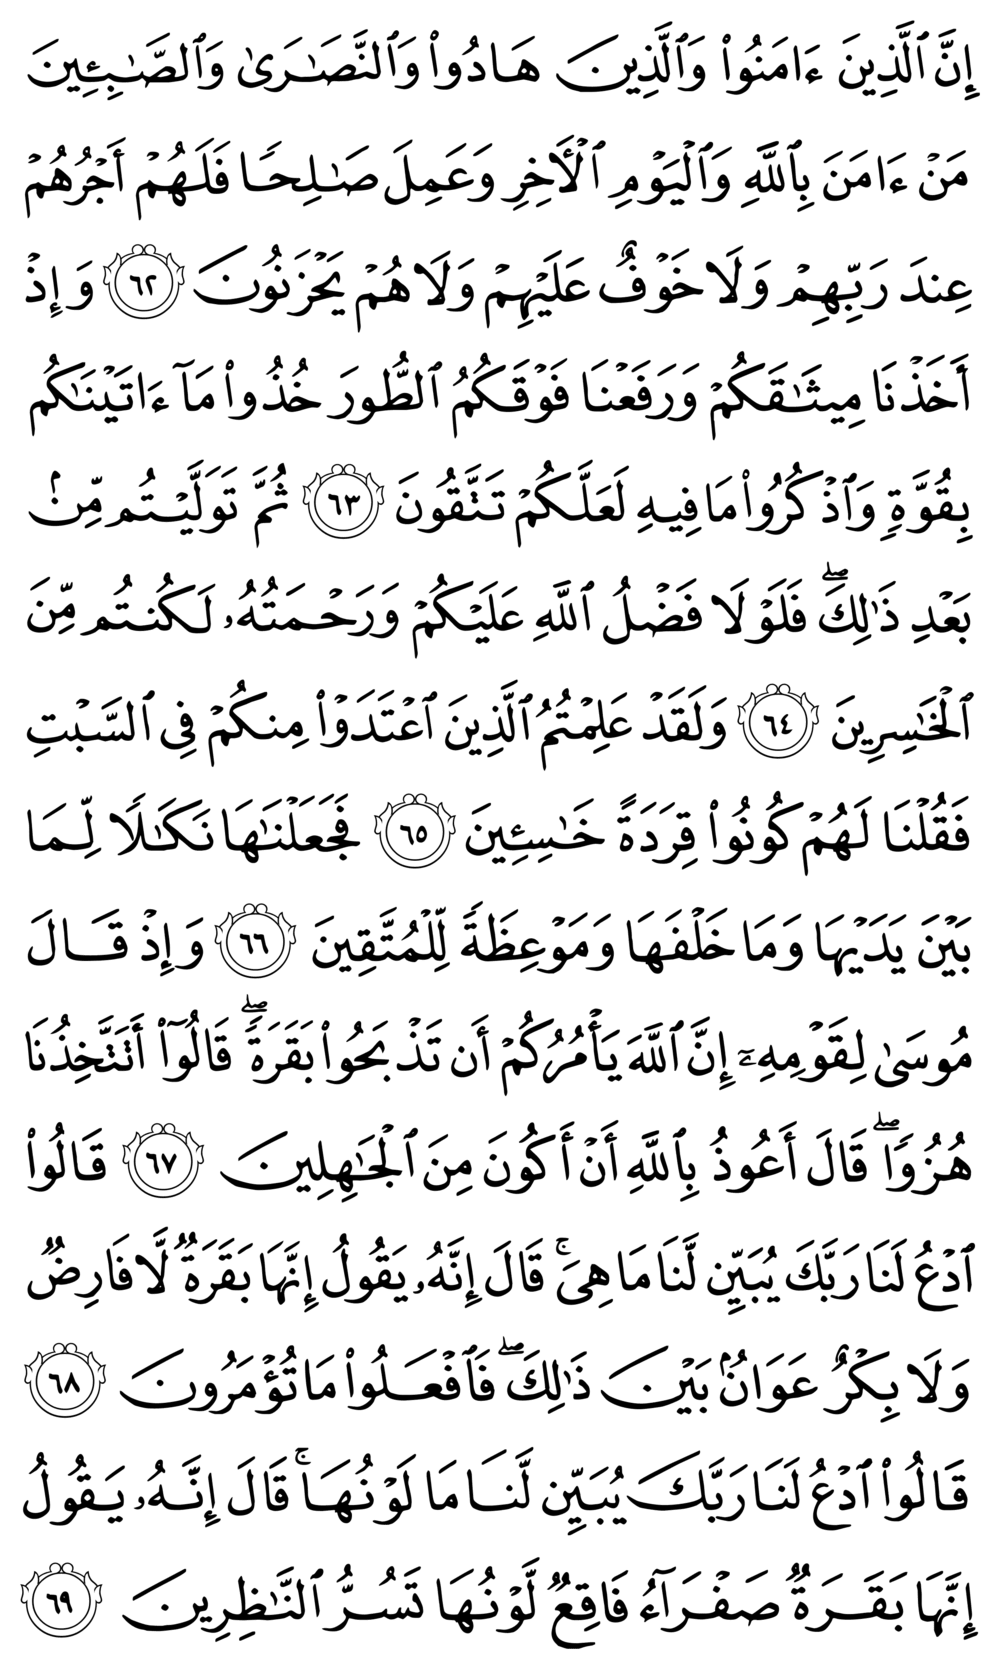 إِنَّ ٱلَّذِينَ ءَامَنُوا۟ وَٱلَّذِينَ هَادُوا۟ وَٱلنَّصَـٰرَىٰ وَٱلصَّـٰبِـِٔينَ
مَنْ ءَامَنَ بِٱللَّهِ وَٱلْيَوْمِ ٱلْـَٔاخِرِ وَعَمِلَ صَـٰلِحًا فَلَهُمْ أَجْرُهُمْ
عِندَ رَبِّهِمْ وَلَا خَوْفٌ عَلَيْهِمْ وَلَا هُمْ يَحْزَنُونَ ٦٢ وَإِذْ
أَخَذْنَا مِيثَـٰقَكُمْ وَرَفَعْنَا فَوْقَكُمُ ٱلطُّورَ خُذُوا۟ مَآ ءَاتَيْنَـٰكُم
بِقُوَّةٍ وَٱذْكُرُوا۟ مَا فِيهِ لَعَلَّكُمْ تَتَّقُونَ ٦٣ ثُمَّ تَوَلَّيْتُم مِّنۢ
بَعْدِ ذَٰلِكَ ۖ فَلَوْلَا فَضْلُ ٱللَّهِ عَلَيْكُمْ وَرَحْمَتُهُۥ لَكُنتُم مِّنَ
ٱلْخَـٰسِرِينَ ٦٤ وَلَقَدْ عَلِمْتُمُ ٱلَّذِينَ ٱعْتَدَوْا۟ مِنكُمْ فِى ٱلسَّبْتِ
فَقُلْنَا لَهُمْ كُونُوا۟ قِرَدَةً خَـٰسِـِٔينَ ٦٥ فَجَعَلْنَـٰهَا نَكَـٰلًا لِّمَا
بَيْنَ يَدَيْهَا وَمَا خَلْفَهَا وَمَوْعِظَةً لِّلْمُتَّقِينَ ٦٦ وَإِذْ قَالَ
مُوسَىٰ لِقَوْمِهِۦٓ إِنَّ ٱللَّهَ يَأْمُرُكُمْ أَن تَذْبَحُوا۟ بَقَرَةً ۖ قَالُوٓا۟ أَتَتَّخِذُنَا
هُزُوًا ۖ قَالَ أَعُوذُ بِٱللَّهِ أَنْ أَكُونَ مِنَ ٱلْجَـٰهِلِينَ ٦٧ قَالُوا۟
ٱدْعُ لَنَا رَبَّكَ يُبَيِّن لَّنَا مَا هِىَ ۚ قَالَ إِنَّهُۥ يَقُولُ إِنَّهَا بَقَرَةٌ لَّا فَارِضٌ
وَلَا بِكْرٌ عَوَانٌۢ بَيْنَ ذَٰلِكَ ۖ فَٱفْعَلُوا۟ مَا تُؤْمَرُونَ ٦٨
قَالُوا۟ ٱدْعُ لَنَا رَبَّكَ يُبَيِّن لَّنَا مَا لَوْنُهَا ۚ قَالَ إِنَّهُۥ يَقُولُ
إِنَّهَا بَقَرَةٌ صَفْرَآءُ فَاقِعٌ لَّوْنُهَا تَسُرُّ ٱلنَّـٰظِرِينَ ٦٩